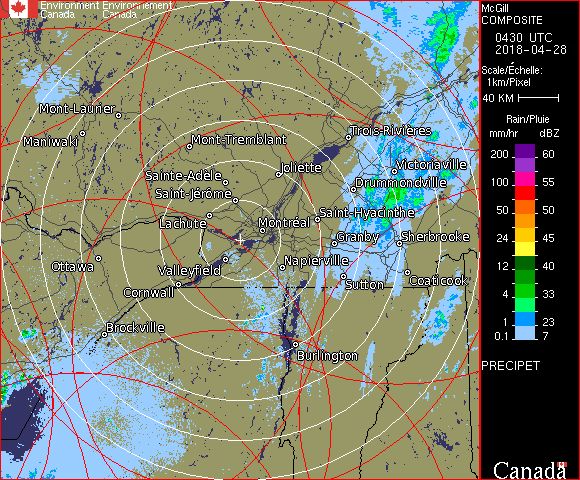 Environment Environnement
Canada Canada
McGill
COMPOSITE
0430 UTC
2018-04-28
Scale/Échelle:
1km/Pixel
40 KM
Rain/Pluie
mm/hr dBZ
200 60
100 55
50 50
24 45
12 40
4 33
1 23
0.1 7
PRECIPET
Mont-Laurier
Maniwaki
Mont-Tremblant
Trois-Rivières
Sainte-Adèle
Joliette
Victoriaville
Saint-Jérôme
Drummondville
Lachute
Saint-Hyacinthe
Montréal
Granby
Sherbrooke
Ottawa
Valleyfield
Napierville
Cornwall
Sutton
Coaticook
Brockville
Burlington
Canada